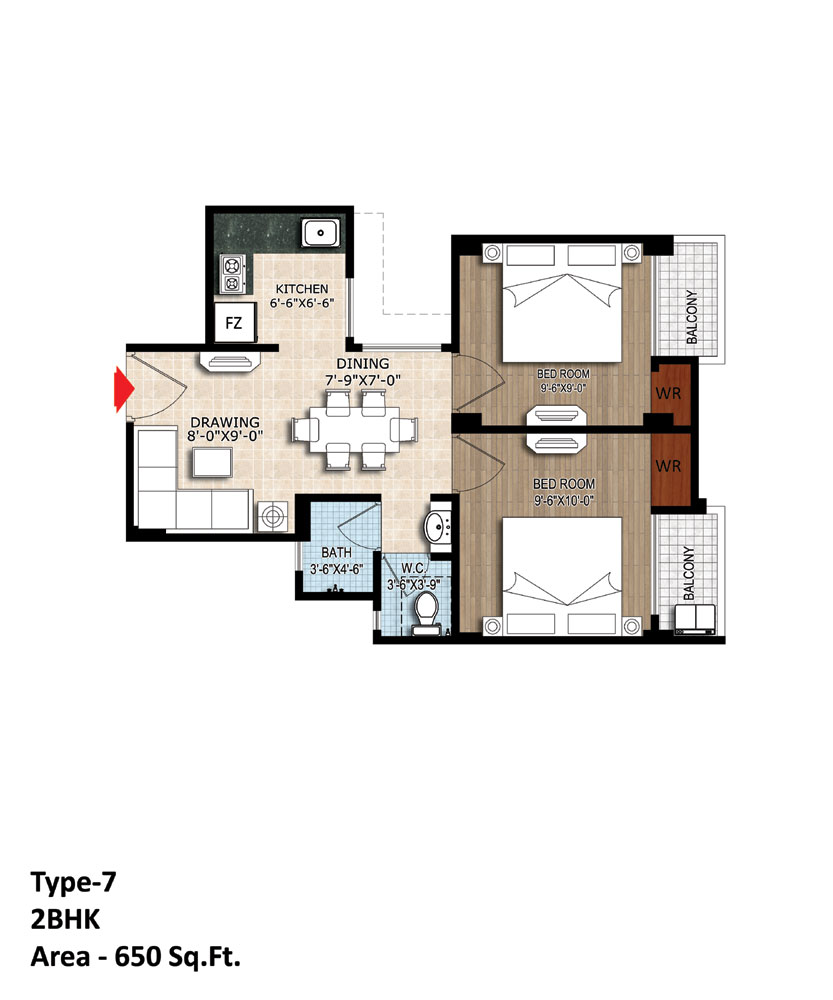 KITCHEN
6'-6"X6'-6"
FZ
DINING
7'-9"X7'-0"
DRAWING
8'-0"X9'-0"
BED ROOM
9'-6"X9'-0"
BALCONY
WR
WR
BED ROOM
9'-6"X10'-0"
BALCONY
BATH
3'-6"X4'-6"
W.C.
3'-6"X3'-9"
Type-7
2BHK
Area - 650 Sq.Ft.